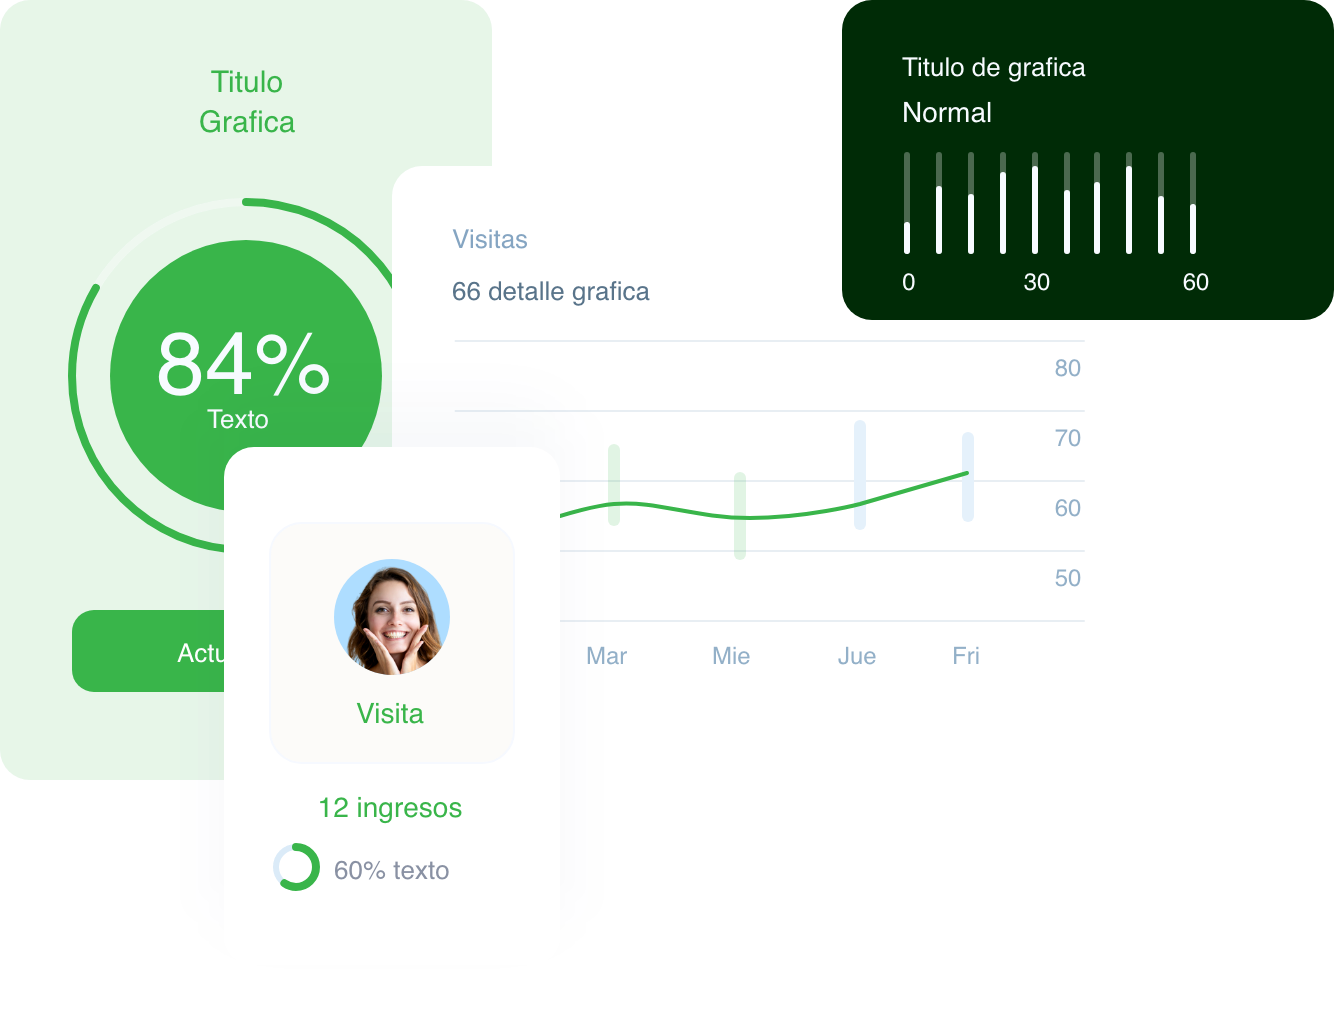 Titulo
Grafica
84%
Texto
Visitas
66 detalle grafica
80
70
60
50
Mar
Mie
Jue
Fri
Titulo de grafica
Normal
0
30
60
Visita
12 ingresos
60% texto